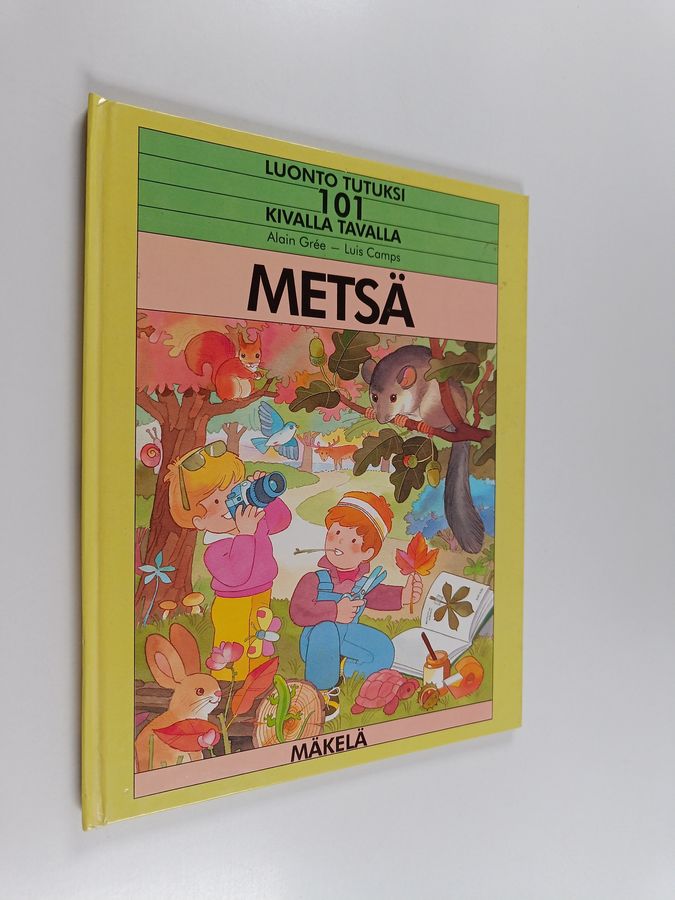 LUONTO TUTUKSI
101
KIVALLA TAVALLA
Alain Grée – Luis Camps
METSÄ
MÄKELÄ